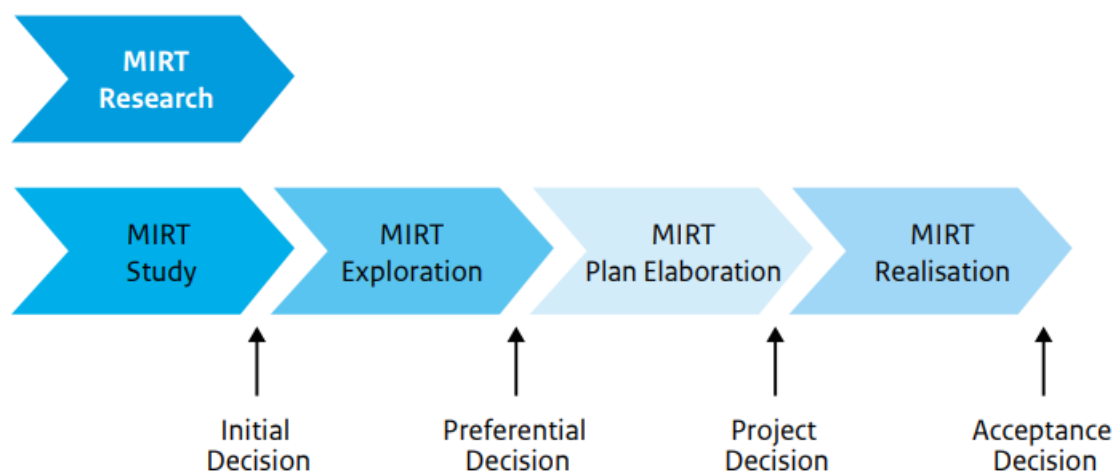 MIRT
Research
MIRT
Study
MIRT
Exploration
MIRT
Plan Elaboration
MIRT
Realisation
Initial
Decision
Preferential
Decision
Project
Decision
Acceptance
Decision